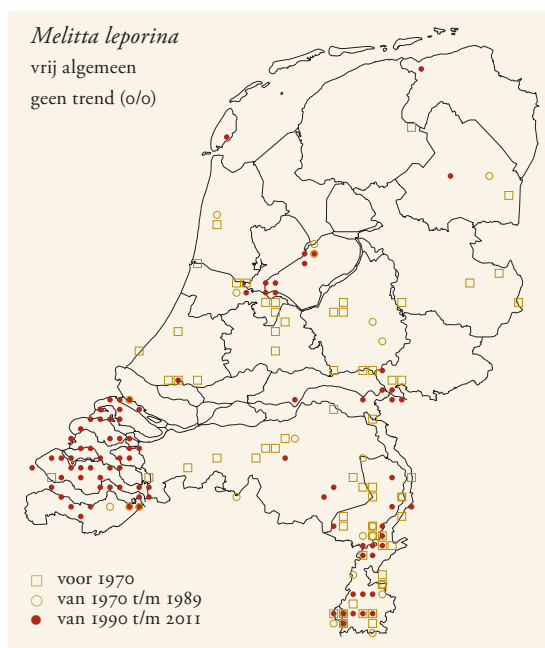 Melitta leporina
vrij algemeen
geen trend (0/0)
voor 1970
van 1970 t/m 1989
van 1990 t/m 2011